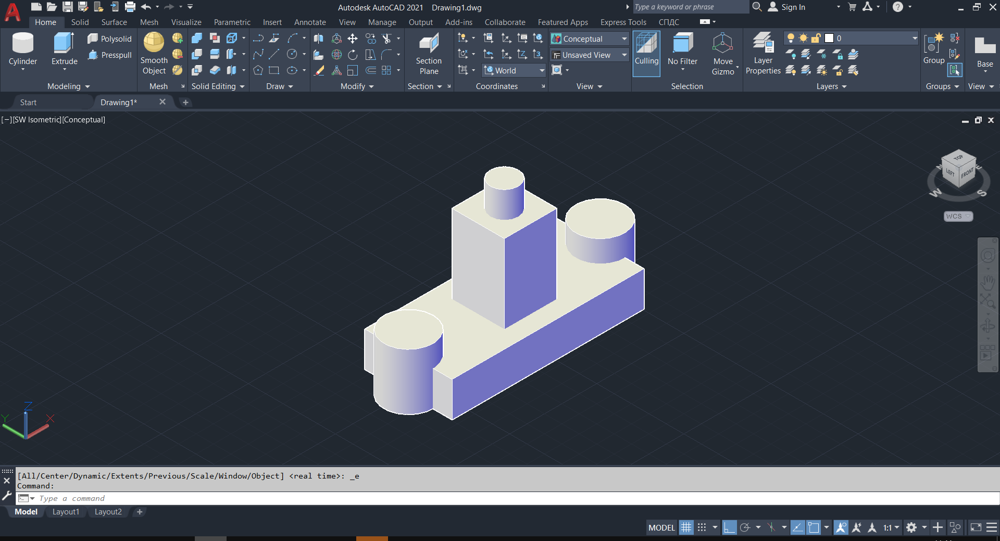 Autodesk AutoCAD 2021 Drawing1.dwg
Type a keyword or phrase
Sign In
Home Solid Surface Mesh Visualize Parametric Insert Annotate View Manage Output Add-ins Collaborate Featured Apps Express Tools СПДС
Cylinder
Extrude
Polysolid
Presspull
Smooth
Object
Section
Plane
Conceptual
Unsaved View
World
Culling
No Filter
Move
Gizmo
Layer
Properties
0
Group
Base
Modeling Mesh Solid Editing Draw Modify Section Coordinates View Selection Layers Groups View
Start Drawing1*
[−][SW Isometric][Conceptual]
TOP
LEFT
FRONT
N
E
W
S
WCS
Z
Y
X
[All/Center/Dynamic/Extents/Previous/Scale/Window/Object] <real time>: _e
Command:
Type a command
Model Layout1 Layout2
MODEL
1:1